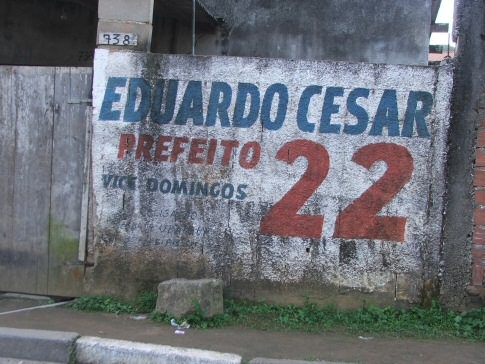 738
EDUARDO CESAR
PREFEITO 22
VICE DOMINGOS